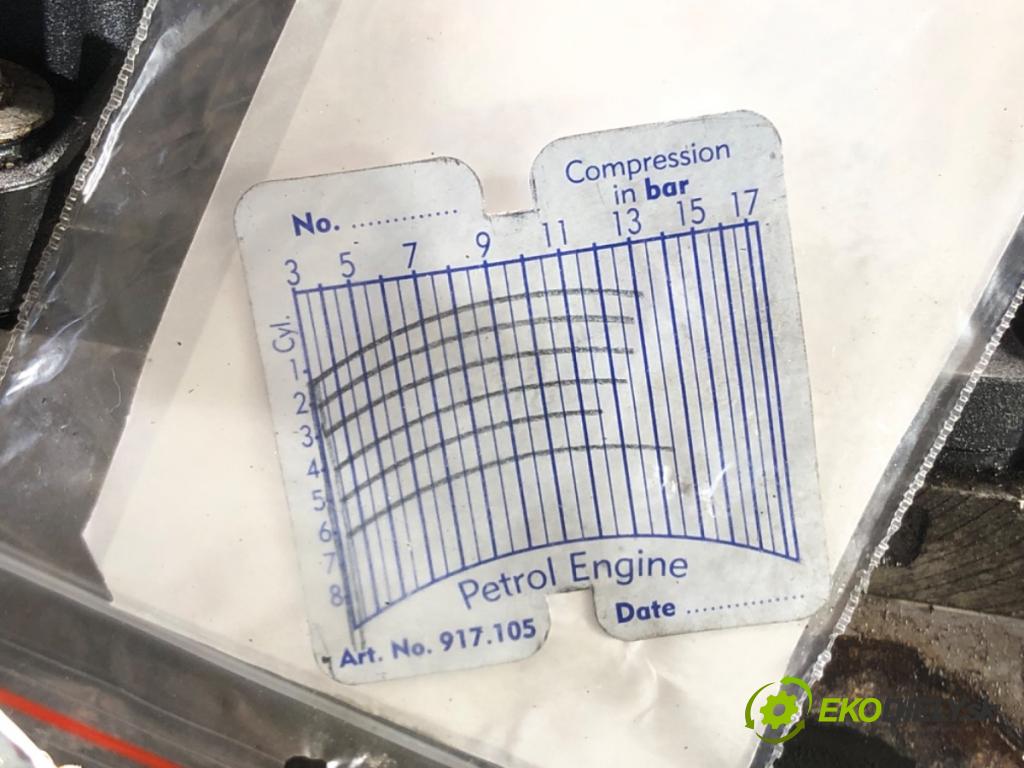 Compression
in bar
No. ..............
3 5 7 9 11 13 15 17
Cyl.
1
2
3
4
5
6
7
8
Petrol Engine
Date ...............
Art. No. 917.105
EKO